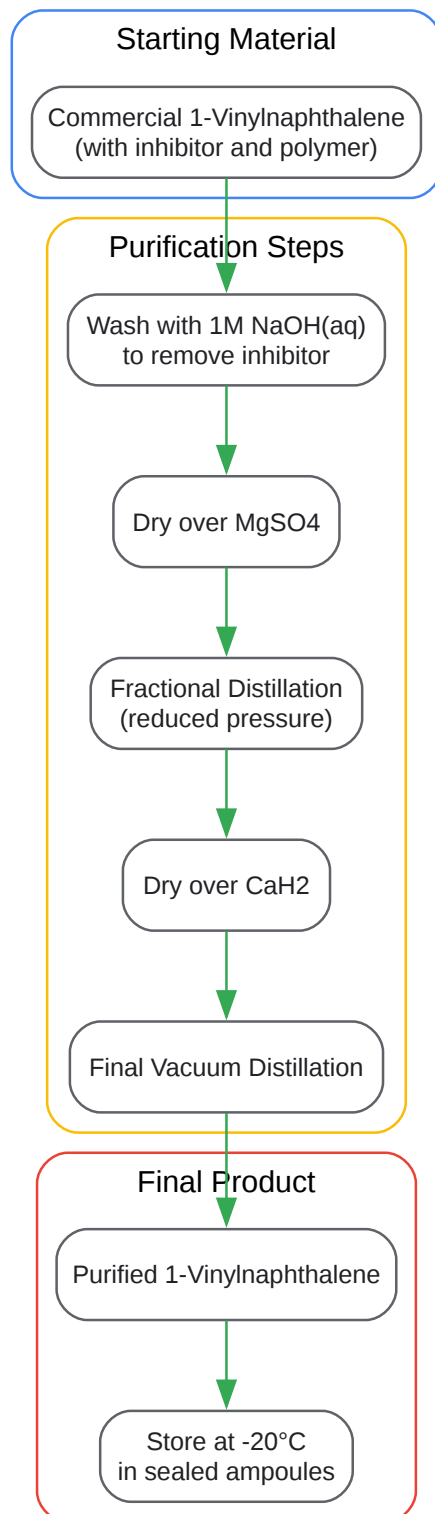 Starting Material
Commercial 1-Vinylnaphthalene
(with inhibitor and polymer)
Purification Steps
Wash with 1M NaOH(aq)
to remove inhibitor
Dry over MgSO4
Fractional Distillation
(reduced pressure)
Dry over CaH2
Final Vacuum Distillation
Final Product
Purified 1-Vinylnaphthalene
Store at -20°C
in sealed ampoules